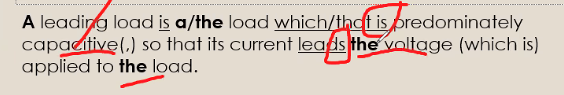 A leading load is a/the load which/that is predominately
capacitive(,) so that its current leads the voltage (which is)
applied to the load.